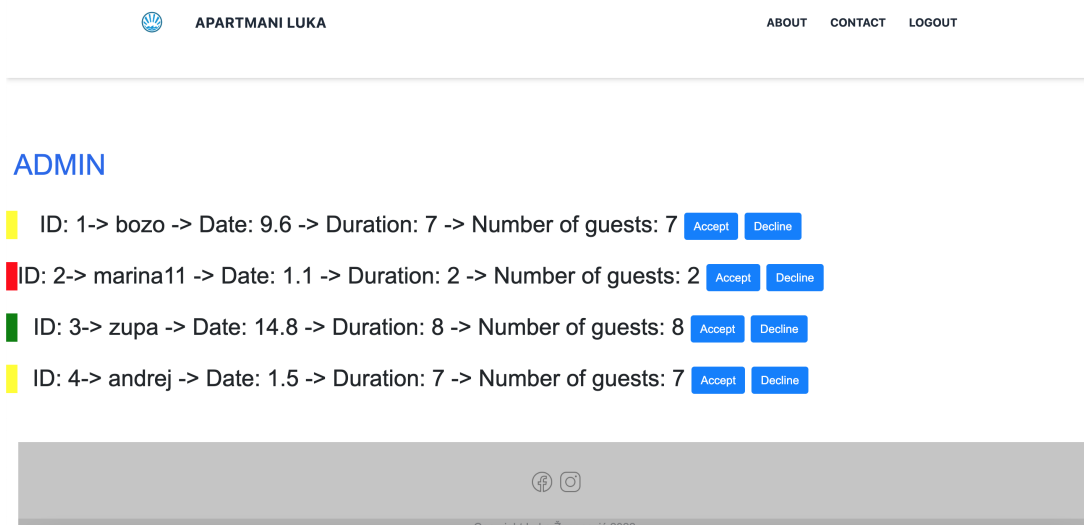 APARTMANI LUKA ABOUT CONTACT LOGOUT
ADMIN
ID: 1-> bozo -> Date: 9.6 -> Duration: 7 -> Number of guests: 7 Accept Decline
ID: 2-> marina11 -> Date: 1.1 -> Duration: 2 -> Number of guests: 2 Accept Decline
ID: 3-> zupa -> Date: 14.8 -> Duration: 8 -> Number of guests: 8 Accept Decline
ID: 4-> andrej -> Date: 1.5 -> Duration: 7 -> Number of guests: 7 Accept Decline